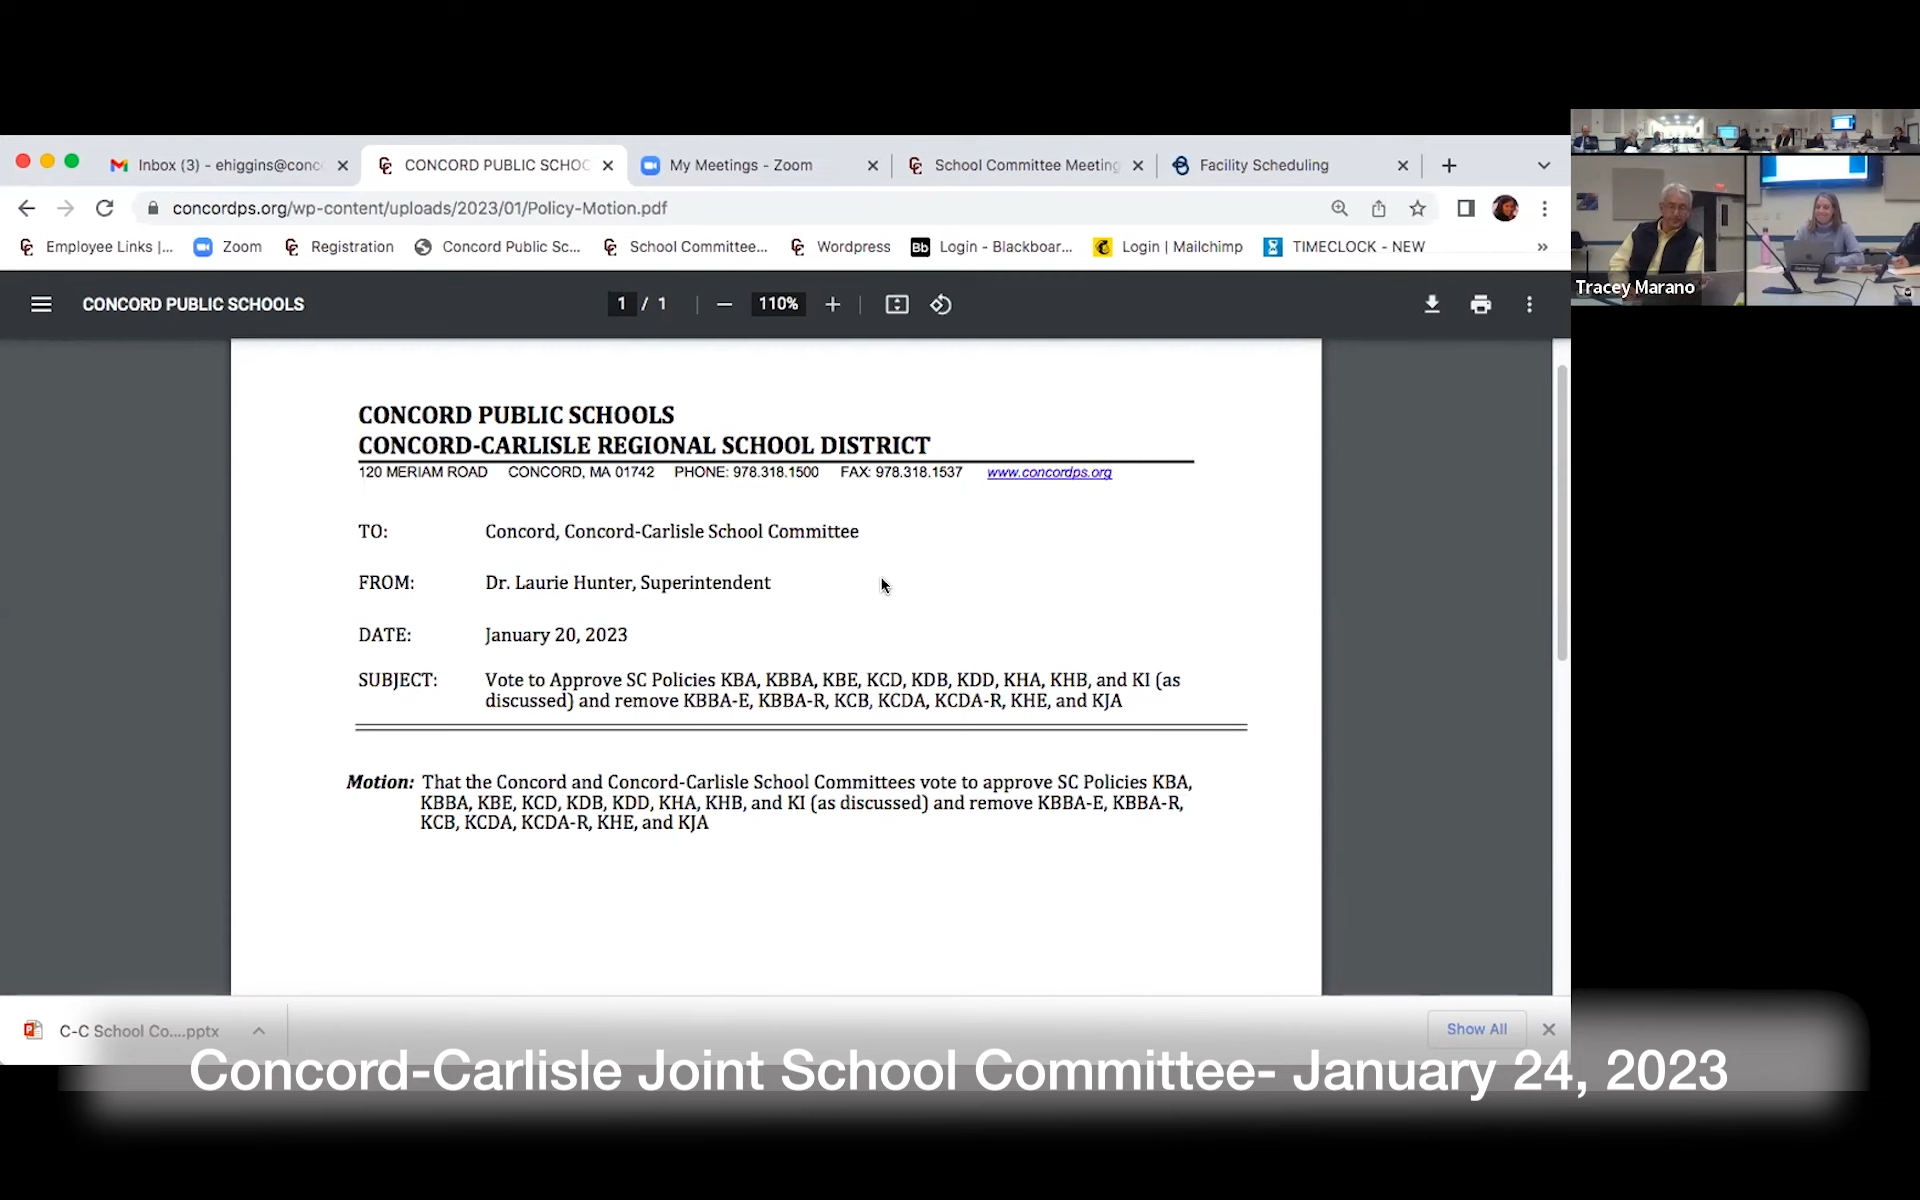 Inbox (3) - ehiggins@conc
CONCORD PUBLIC SCHOO
My Meetings - Zoom
School Committee Meeting
Facility Scheduling
concordps.org/wp-content/uploads/2023/01/Policy-Motion.pdf
Employee Links |...
Zoom
Registration
Concord Public Sc...
School Committee...
Wordpress
Bb
Login - Blackboar...
Login | Mailchimp
TIMECLOCK - NEW
»
Tracey Marano
CONCORD PUBLIC SCHOOLS
1 / 1
110%
CONCORD PUBLIC SCHOOLS
CONCORD-CARLISLE REGIONAL SCHOOL DISTRICT
120 MERIAM ROAD CONCORD, MA 01742 PHONE: 978.318.1500 FAX: 978.318.1537 www.concordps.org
TO: Concord, Concord-Carlisle School Committee
FROM: Dr. Laurie Hunter, Superintendent
DATE: January 20, 2023
SUBJECT: Vote to Approve SC Policies KBA, KBBA, KBE, KCD, KDB, KDD, KHA, KHB, and KI (as
discussed) and remove KBBA-E, KBBA-R, KCB, KCDA, KCDA-R, KHE, and KJA
Motion: That the Concord and Concord-Carlisle School Committees vote to approve SC Policies KBA,
KBBA, KBE, KCD, KDB, KDD, KHA, KHB, and KI (as discussed) and remove KBBA-E, KBBA-R,
KCB, KCDA, KCDA-R, KHE, and KJA
C-C School Co....pptx
Show All
Concord-Carlisle Joint School Committee- January 24, 2023